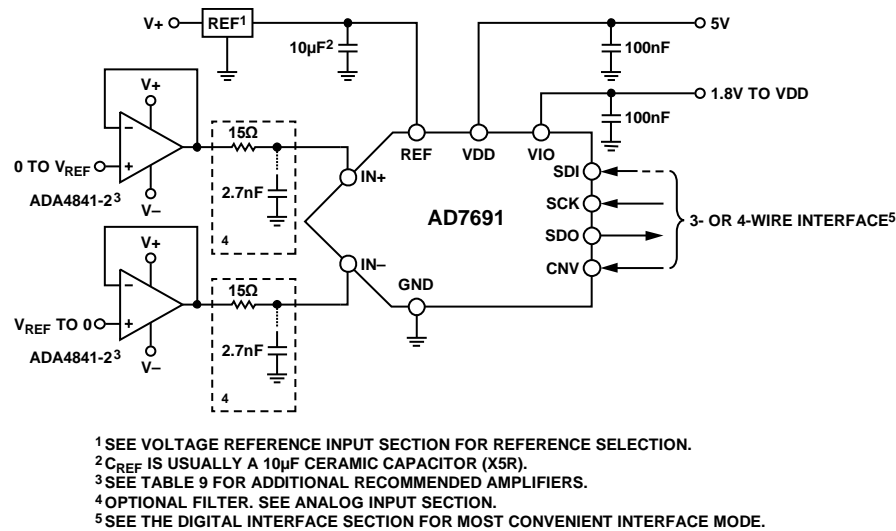 V+ REF1
10µF2
100nF
5V
100nF
1.8V TO VDD
V+
−
0 TO VREF
+
ADA4841-23
V−
15Ω
2.7nF
4
V+
−
VREF TO 0
+
ADA4841-23
V−
15Ω
2.7nF
4
REF VDD VIO
IN+
IN−
AD7691
GND
SDI
SCK
SDO
CNV
3- OR 4-WIRE INTERFACE5
1 SEE VOLTAGE REFERENCE INPUT SECTION FOR REFERENCE SELECTION.
2 CREF IS USUALLY A 10µF CERAMIC CAPACITOR (X5R).
3 SEE TABLE 9 FOR ADDITIONAL RECOMMENDED AMPLIFIERS.
4 OPTIONAL FILTER. SEE ANALOG INPUT SECTION.
5 SEE THE DIGITAL INTERFACE SECTION FOR MOST CONVENIENT INTERFACE MODE.